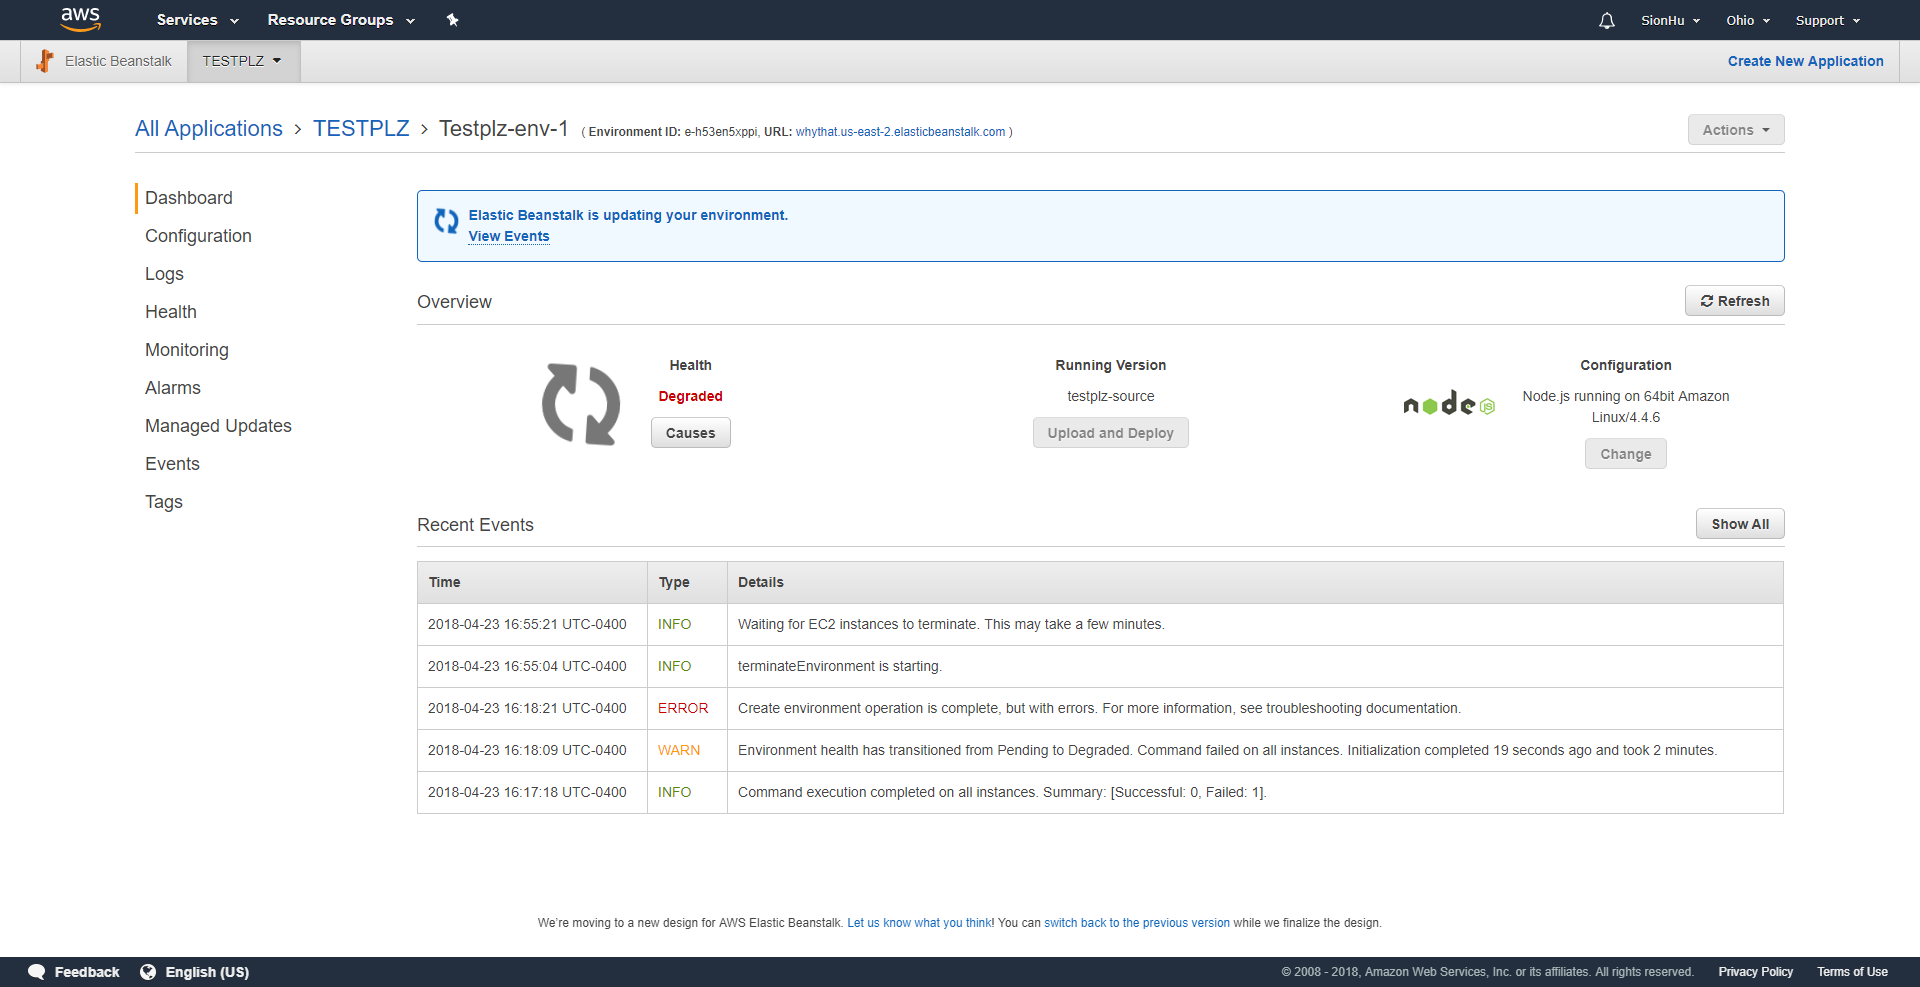 aws Services Resource Groups SionHu Ohio Support
Elastic Beanstalk TESTPLZ Create New Application
All Applications > TESTPLZ > Testplz-env-1 ( Environment ID: e-h53en5xppi, URL: whythat.us-east-2.elasticbeanstalk.com ) Actions
Dashboard
Configuration
Logs
Health
Monitoring
Alarms
Managed Updates
Events
Tags
Elastic Beanstalk is updating your environment.
View Events
Overview Refresh
Health
Degraded
Causes
Running Version
testplz-source
Upload and Deploy
node JS
Configuration
Node.js running on 64bit Amazon
Linux/4.4.6
Change
Recent Events Show All
Time Type Details
2018-04-23 16:55:21 UTC-0400 INFO Waiting for EC2 instances to terminate. This may take a few minutes.
2018-04-23 16:55:04 UTC-0400 INFO terminateEnvironment is starting.
2018-04-23 16:18:21 UTC-0400 ERROR Create environment operation is complete, but with errors. For more information, see troubleshooting documentation.
2018-04-23 16:18:09 UTC-0400 WARN Environment health has transitioned from Pending to Degraded. Command failed on all instances. Initialization completed 19 seconds ago and took 2 minutes.
2018-04-23 16:17:18 UTC-0400 INFO Command execution completed on all instances. Summary: [Successful: 0, Failed: 1].
We're moving to a new design for AWS Elastic Beanstalk. Let us know what you think! You can switch back to the previous version while we finalize the design.
Feedback English (US) © 2008 - 2018, Amazon Web Services, Inc. or its affiliates. All rights reserved. Privacy Policy Terms of Use